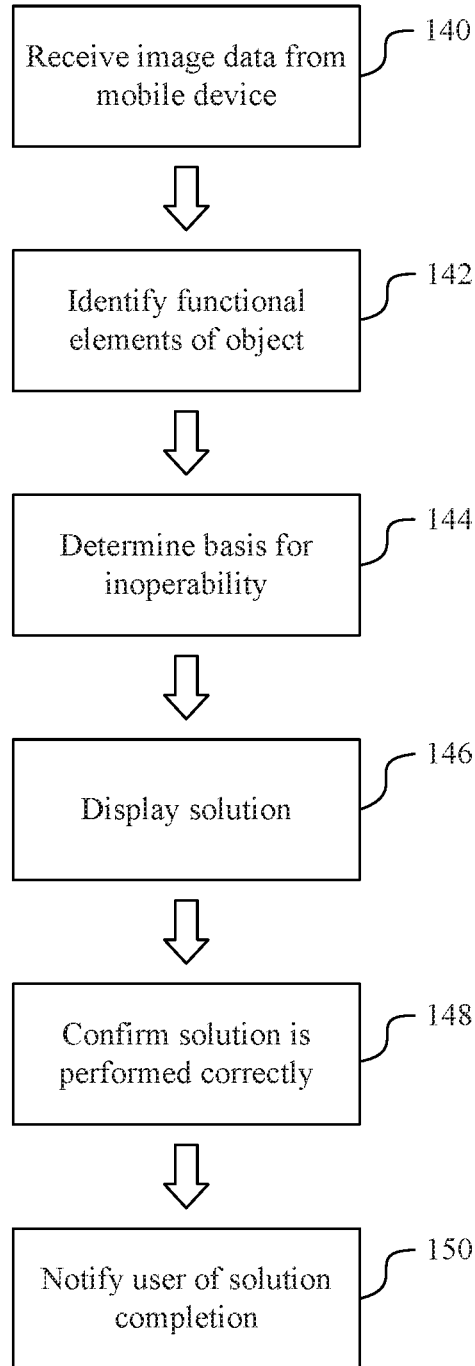 Receive image data from
mobile device
140
Identify functional
elements of object
142
Determine basis for
inoperability
144
Display solution
146
Confirm solution is
performed correctly
148
Notify user of solution
completion
150